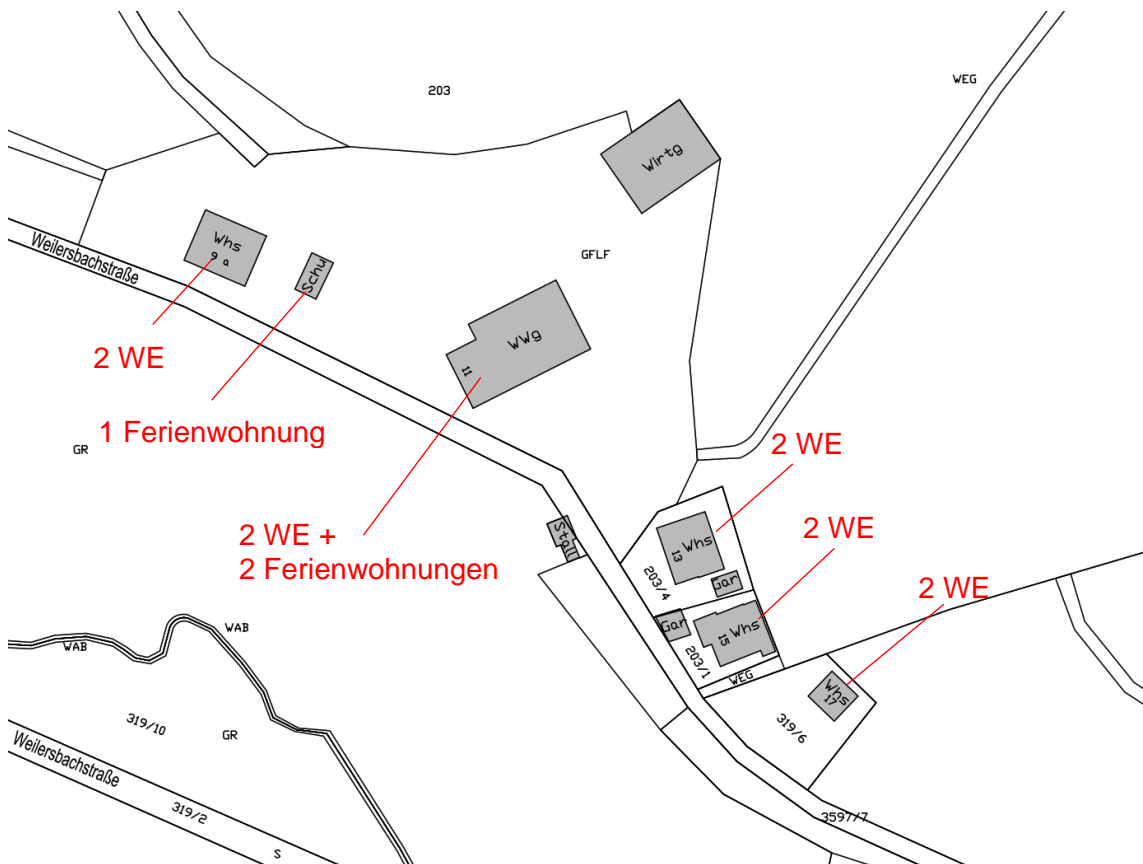 203
WEG
Wirtg
Whs
9 a
Schu
GFLF
Weilersbachstraße
WWg
11
2 WE
1 Ferienwohnung
GR
2 WE
2 WE +
2 Ferienwohnungen
Stall
Whs
13
2 WE
Gar
203/4
2 WE
Gar
Whs
15
203/1
WEG
Whs
17
319/6
WAB
WAB
319/10
GR
Weilersbachstraße
319/2
S
3597/7